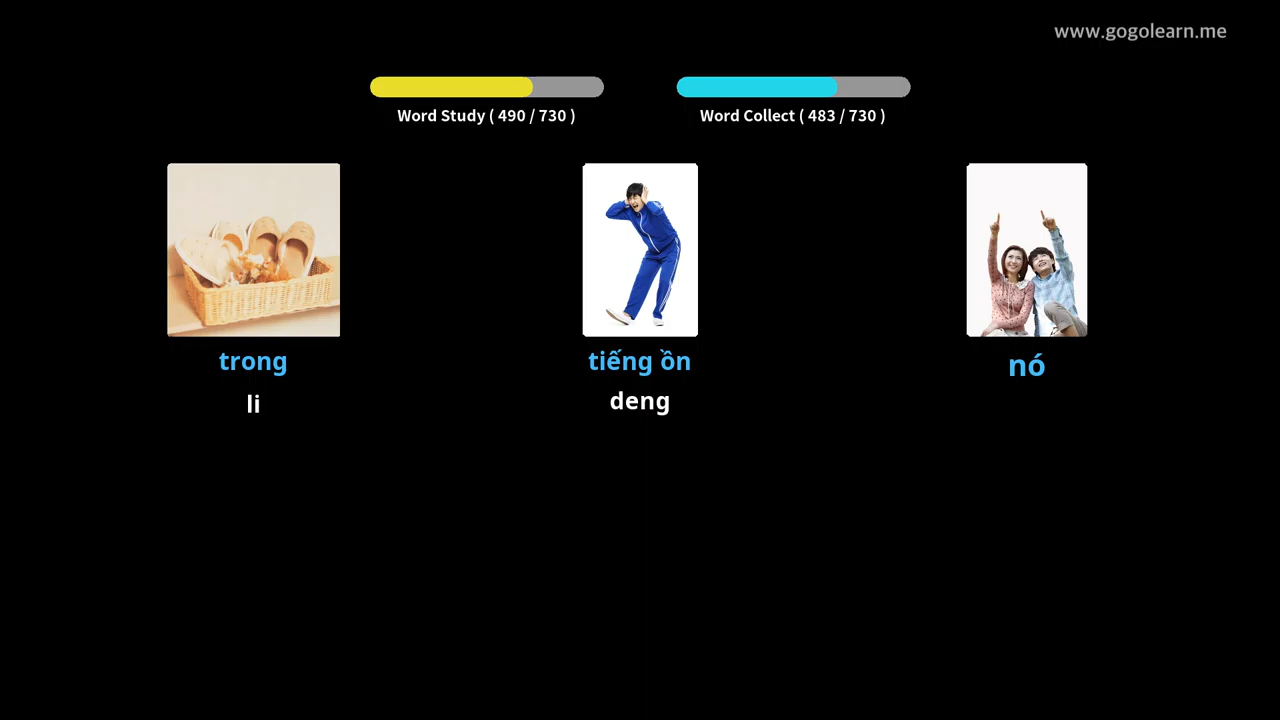 www.gogolearn.me
Word Study ( 490 / 730 )
Word Collect ( 483 / 730 )
trong
tiếng ồn
nó
li
deng